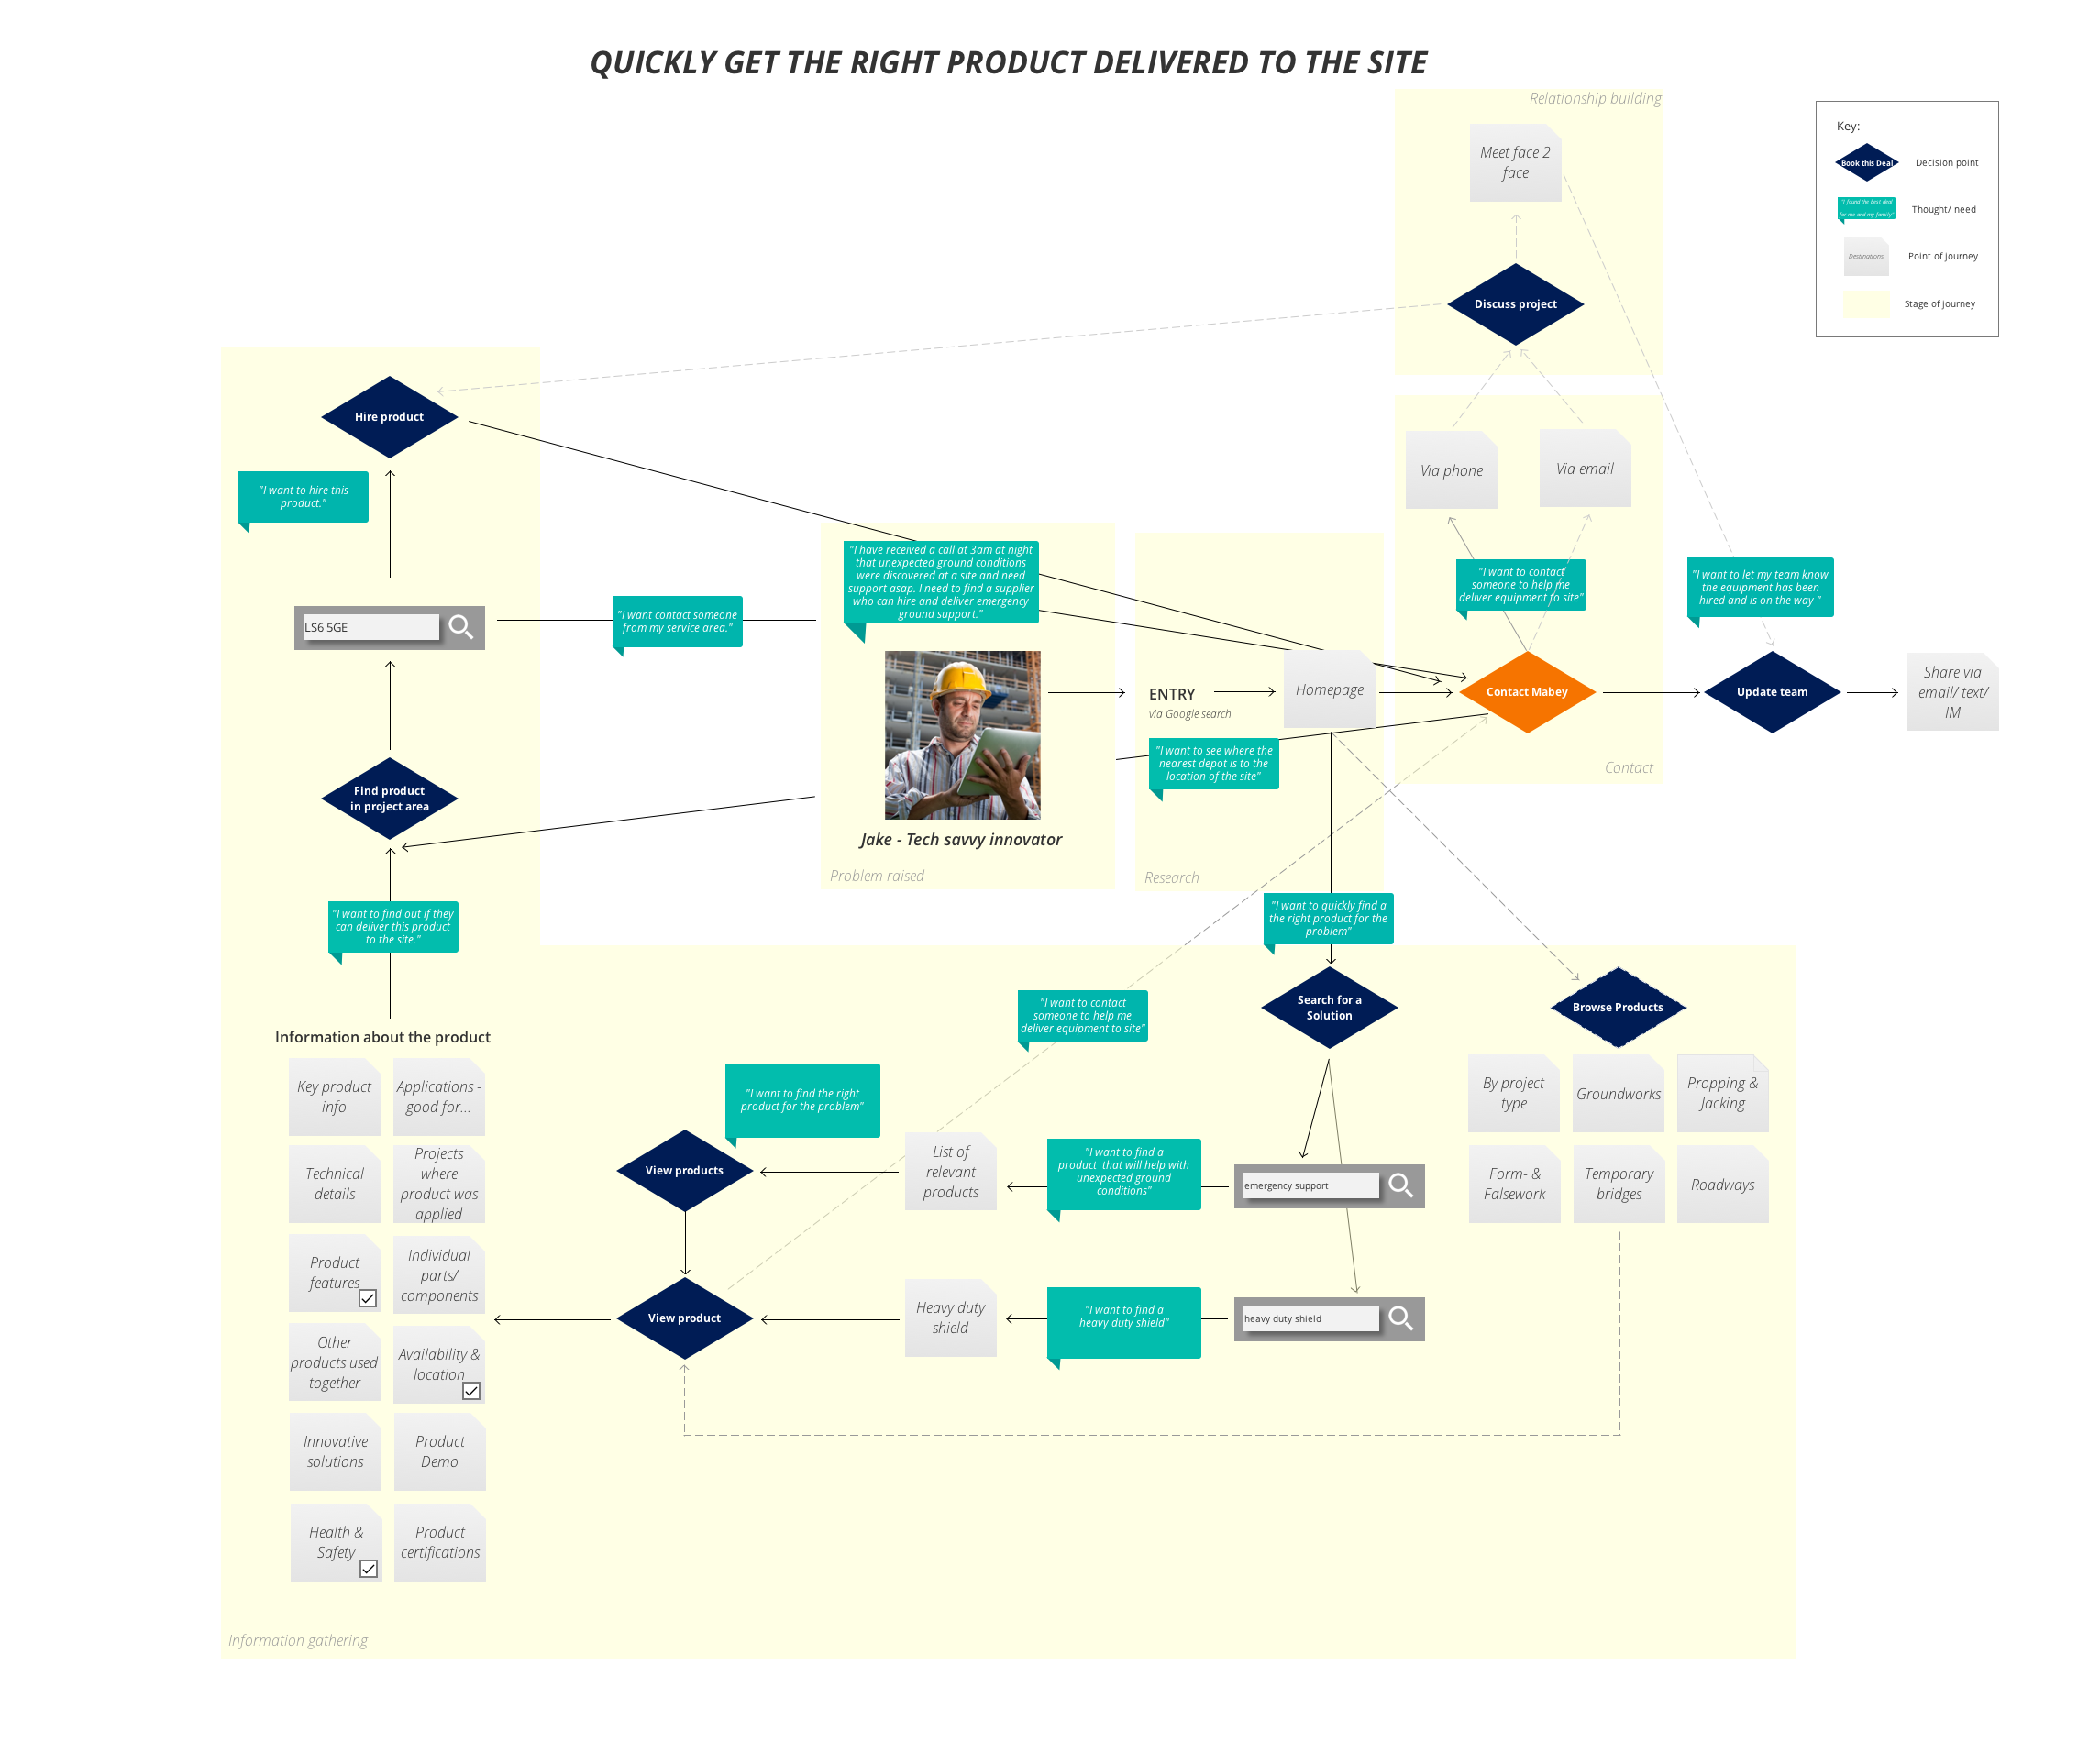 QUICKLY GET THE RIGHT PRODUCT DELIVERED TO THE SITE
Relationship building
Meet face 2
face
Discuss project
Key:
Book this Deal
Decision point
"I found the best deal
for me and my family"
Thought/ need
Destinations
Point of journey
Stage of journey
Hire product
"I want to hire this
product."
LS6 5GE
"I want contact someone
from my service area."
Find product
in project area
"I want to find out if they
can deliver this product
to the site."
"I have received a call at 3am at night
that unexpected ground conditions
were discovered at a site and need
support asap. I need to find a supplier
who can hire and deliver emergency
ground support."
Jake - Tech savvy innovator
Problem raised
ENTRY
via Google search
Homepage
"I want to see where the
nearest depot is to the
location of the site"
Research
Via phone
Via email
"I want to contact
someone to help me
deliver equipment to site"
Contact Mabey
Contact
"I want to let my team know
the equipment has been
hired and is on the way "
Update team
Share via
email/ text/
IM
"I want to quickly find a
the right product for the
problem"
Search for a
Solution
Browse Products
By project
type
Groundworks
Propping &
Jacking
Form- &
Falsework
Temporary
bridges
Roadways
"I want to contact
someone to help me
deliver equipment to site"
"I want to find the right
product for the problem"
View products
List of
relevant
products
"I want to find a
product  that will help with
unexpected ground
conditions"
emergency support
View product
Heavy duty
shield
"I want to find a
heavy duty shield"
heavy duty shield
Information about the product
Key product
info
Applications -
good for...
Technical
details
Projects
where
product was
applied
Product
features
Individual
parts/
components
Other
products used
together
Availability &
location
Innovative
solutions
Product
Demo
Health &
Safety
Product
certifications
Information gathering